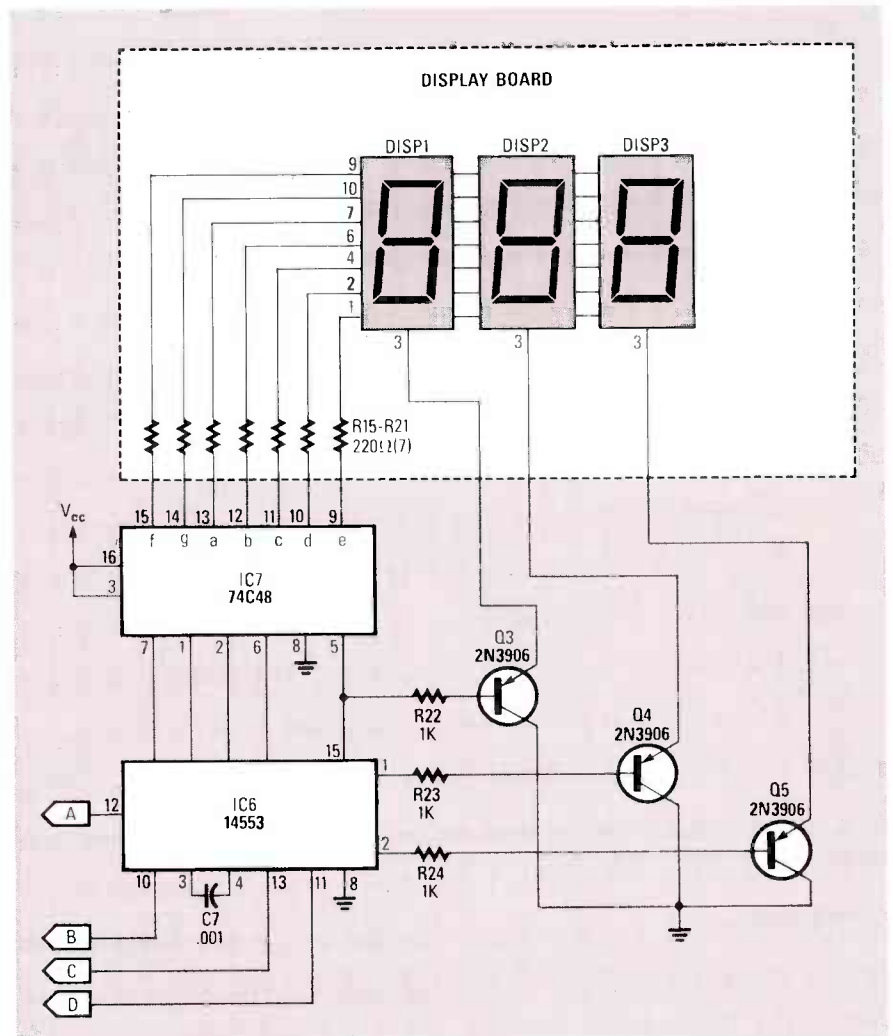 DISPLAY BOARD
DISP1 DISP2 DISP3
9
10
7
6
4
2
1
3 3 3
R15-R21
220Ω(7)
Vcc
15 14 13 12 11 10 9
f g a b c d e
16
3
IC7
74C48
7 1 2 6 8 5
Q3
2N3906
R22
1K
Q4
2N3906
15
1
R23
1K
Q5
2N3906
A 12
IC6
14553
2
R24
1K
10 3 4 13 11 8
C7
.001
B
C
D